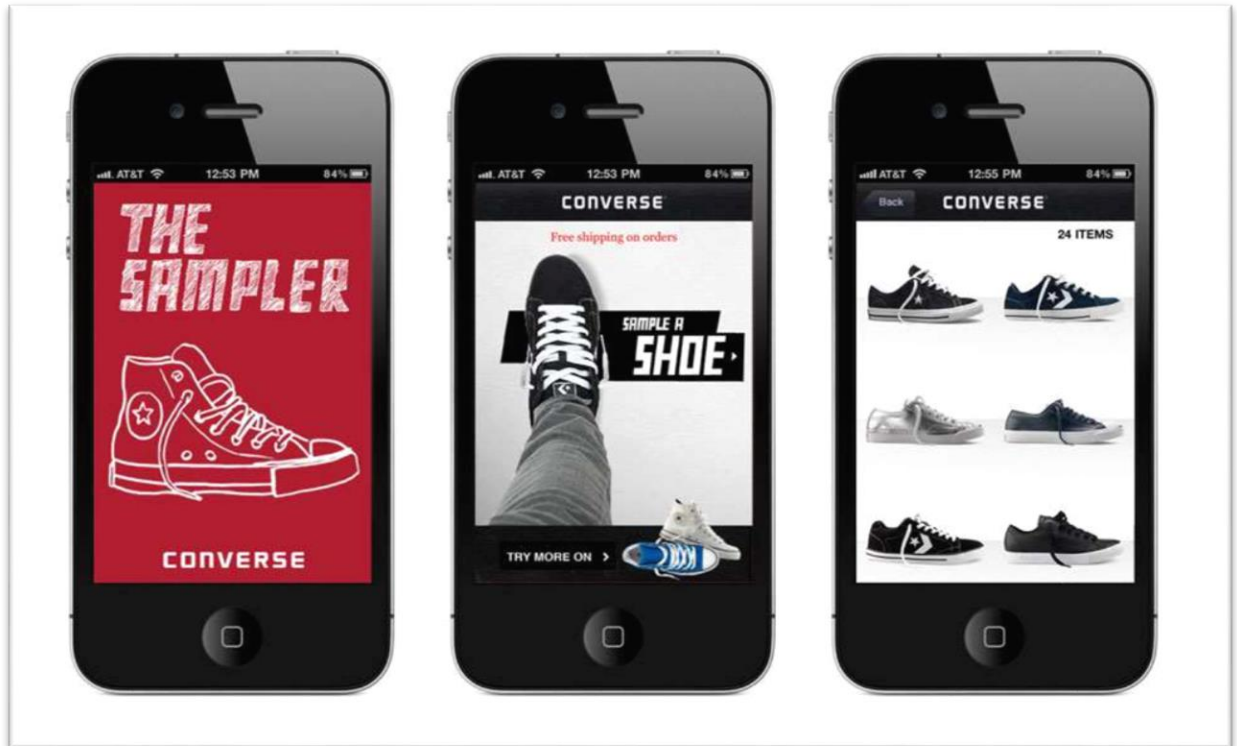 AT&T 12:53 PM 84%
THE
SAMPLER
CONVERSE
AT&T 12:53 PM 84%
CONVERSE
Free shipping on orders
SAMPLE A
SHOE
TRY MORE ON >
AT&T 12:55 PM 84%
Back CONVERSE
24 ITEMS